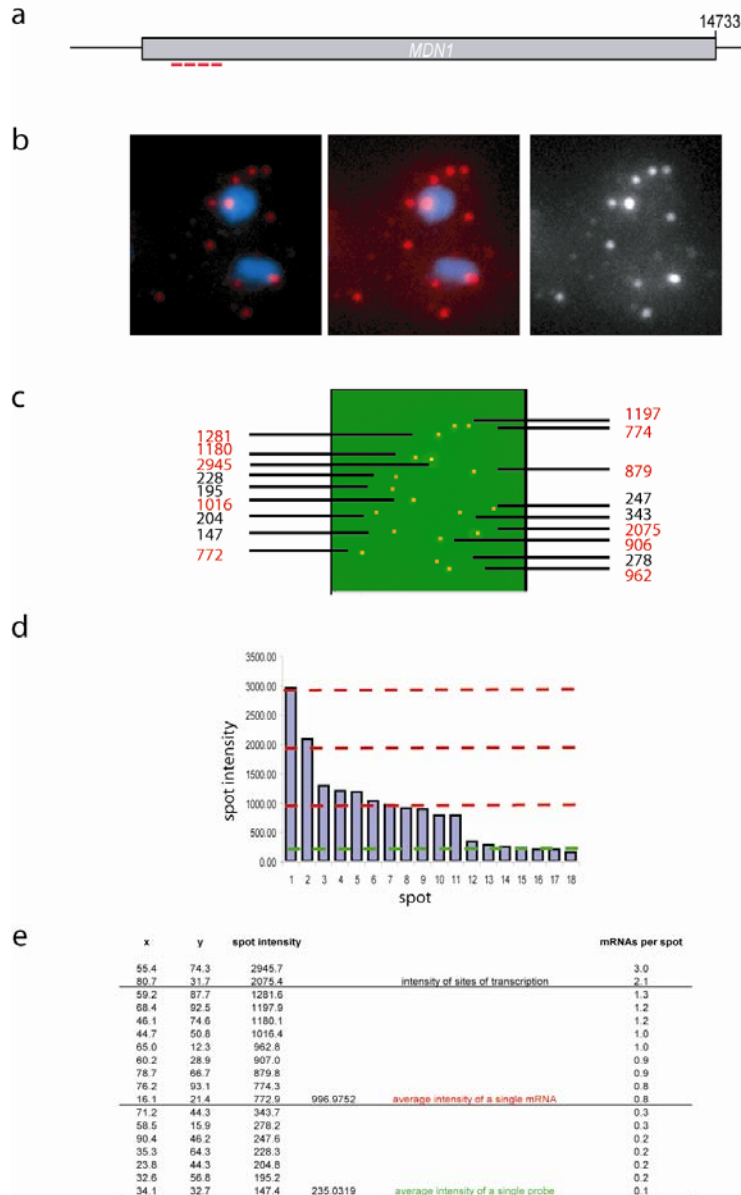 a
14733
MDN1
b
c
1281
1180
2945
228
195
1016
204
147
772
1197
774
879
247
343
2075
906
278
962
d
spot intensity
3500.00
3000.00
2500.00
2000.00
1500.00
1000.00
500.00
0.00
1 2 3 4 5 6 7 8 9 10 11 12 13 14 15 16 17 18
spot
e
x y spot intensity mRNAs per spot
55.4 74.3 2945.7 3.0
80.7 31.7 2075.4 intensity of sites of transcription 2.1
59.2 87.7 1281.6 1.3
68.4 92.5 1197.9 1.2
46.1 74.6 1180.1 1.2
44.7 50.8 1016.4 1.0
65.0 12.3 962.8 1.0
60.2 28.9 907.0 0.9
78.7 66.7 879.8 0.9
76.2 93.1 774.3 0.8
16.1 21.4 772.9 996.9752 average intensity of a single mRNA 0.8
71.2 44.3 343.7 0.3
58.5 15.9 278.2 0.3
90.4 46.2 247.6 0.2
35.3 64.3 228.3 0.2
23.8 44.3 204.8 0.2
32.6 56.8 195.2 0.2
34.1 32.7 147.4 235.0319 average intensity of a single probe 0.1